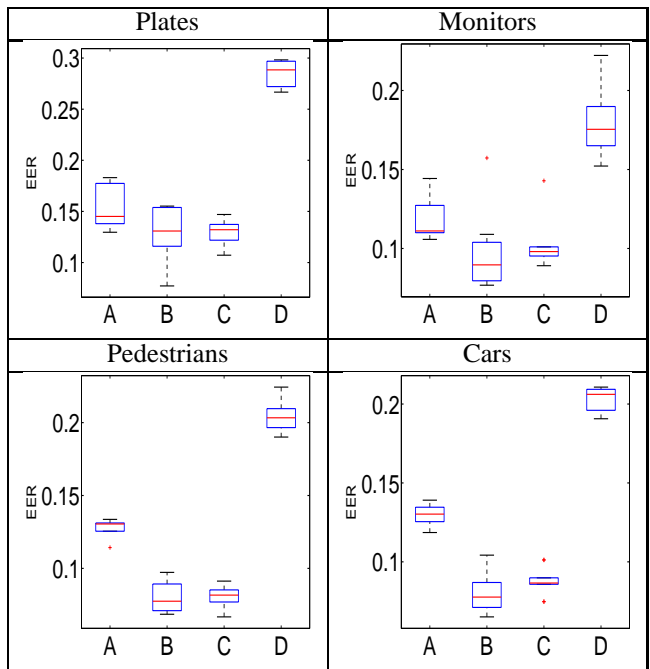 Plates
Monitors
0.3
0.25
0.2
0.15
0.1
EER
A B C D
0.2
0.15
0.1
EER
A B C D
Pedestrians
Cars
0.2
0.15
0.1
EER
A B C D
0.2
0.15
0.1
EER
A B C D